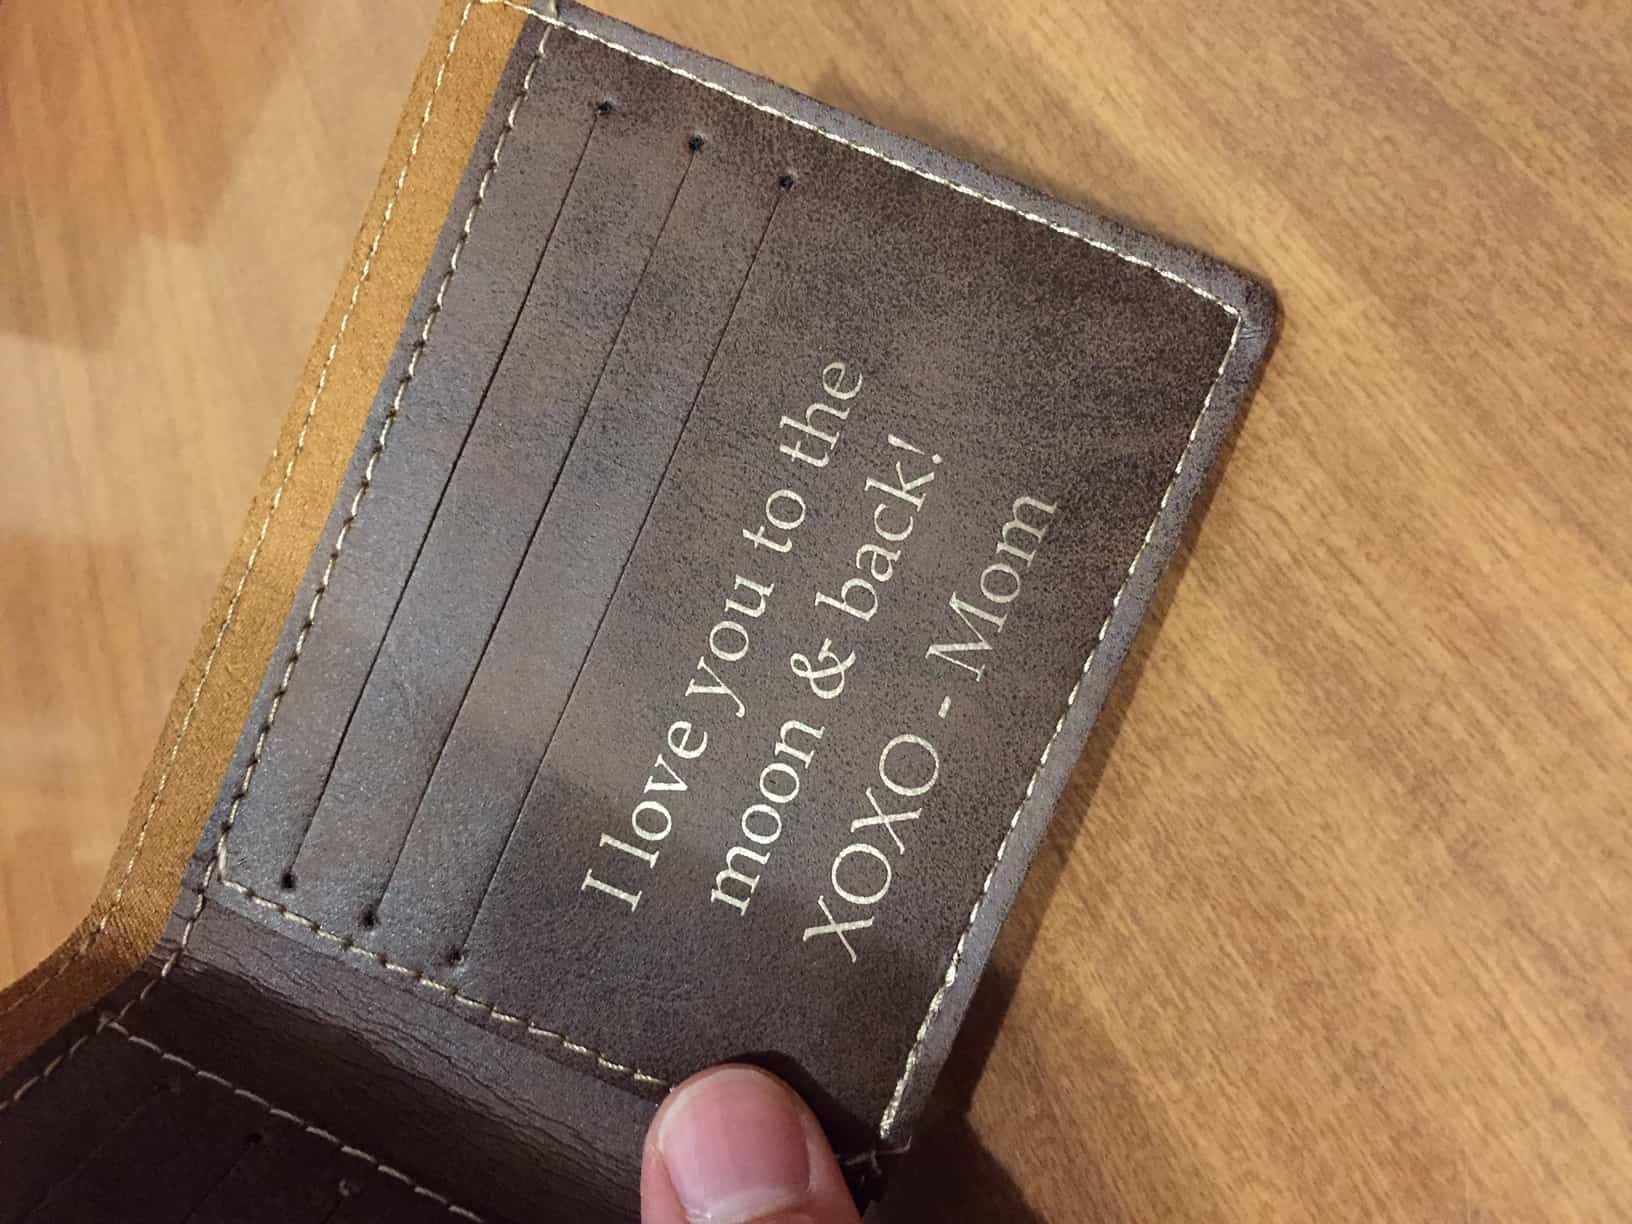 I love you to the
moon & back!
XOXO - Mom